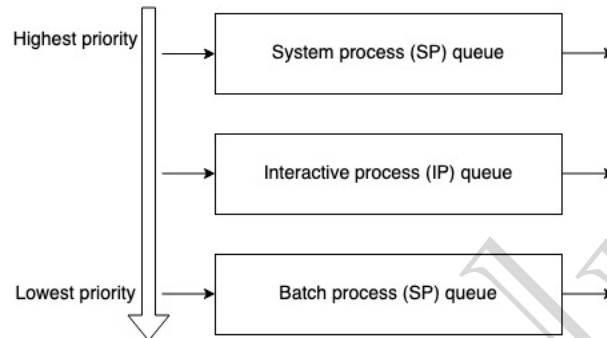 Highest priority
System process (SP) queue
Interactive process (IP) queue
Lowest priority
Batch process (SP) queue